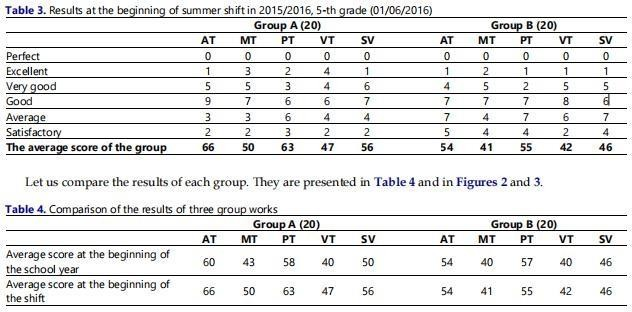 Table 3. Results at the beginning of summer shift in 2015/2016, 5-th grade (01/06/2016)
Group A (20) Group B (20)
AT MT PT VT SV AT MT PT VT SV
Perfect 0 0 0 0 0 0 0 0 0 0
Excellent 1 3 2 4 1 1 2 1 1 1
Very good 5 5 3 4 6 4 5 2 5 5
Good 9 7 6 6 7 7 7 7 8 6
Average 3 3 6 4 4 7 4 7 6 7
Satisfactory 2 2 3 2 2 5 4 4 2 4
The average score of the group 66 50 63 47 56 54 41 55 42 46
Let us compare the results of each group. They are presented in Table 4 and in Figures 2 and 3.
Table 4. Comparison of the results of three group works
Group A (20) Group B (20)
AT MT PT VT SV AT MT PT VT SV
Average score at the beginning of
the school year 60 43 58 40 50 54 40 57 40 46
Average score at the beginning of
the shift 66 50 63 47 56 54 41 55 42 46